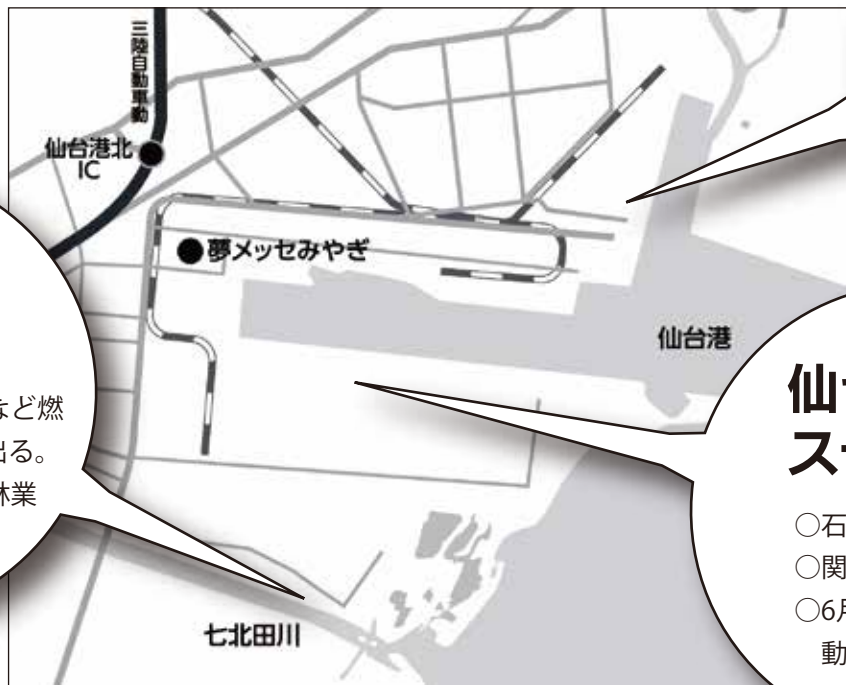 三陸自動車動
仙台港北
IC
夢メッセみやぎ
仙台港
七北田川
など燃
出る。
林業
仙
ス
○石
○関
○6月
動